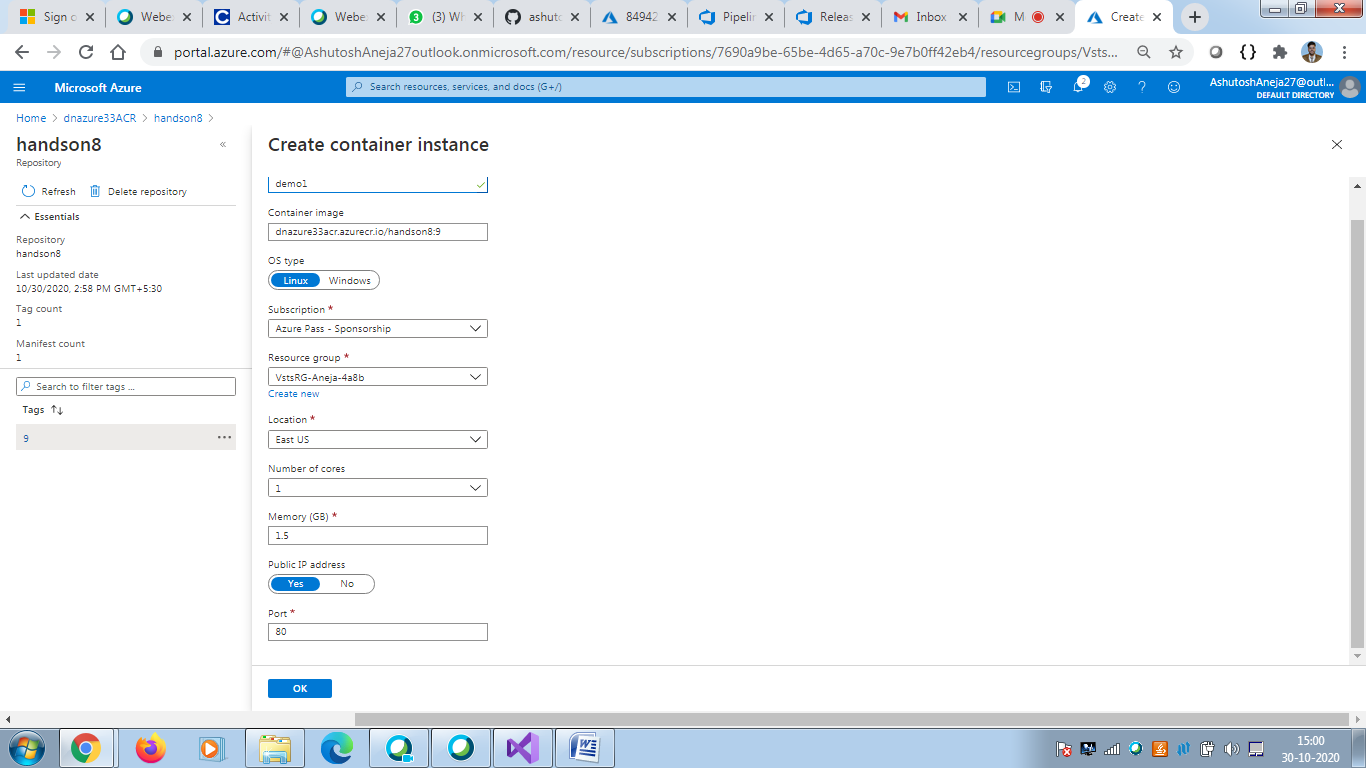 Sign o
Webex
Activit
Webex
(3) Wh
ashuto
84942
Pipelin
Releas
Inbox
M
Create
portal.azure.com/#@AshutoshAneja27outlook.onmicrosoft.com/resource/subscriptions/7690a9be-65be-4d65-a70c-9e7b0ff42eb4/resourcegroups/Vsts...
Microsoft Azure
Search resources, services, and docs (G+/)
2
AshutoshAneja27@outl...
DEFAULT DIRECTORY
Home > dnazure33ACR > handson8 >
handson8
Repository
«
Refresh
Delete repository
Essentials
Repository
handson8
Last updated date
10/30/2020, 2:58 PM GMT+5:30
Tag count
1
Manifest count
1
Search to filter tags ...
Tags
9
Create container instance
demo1
Container image
dnazure33acr.azurecr.io/handson8:9
OS type
Linux Windows
Subscription *
Azure Pass - Sponsorship
Resource group *
VstsRG-Aneja-4a8b
Create new
Location *
East US
Number of cores
1
Memory (GB) *
1.5
Public IP address
Yes No
Port *
80
OK
15:00
30-10-2020